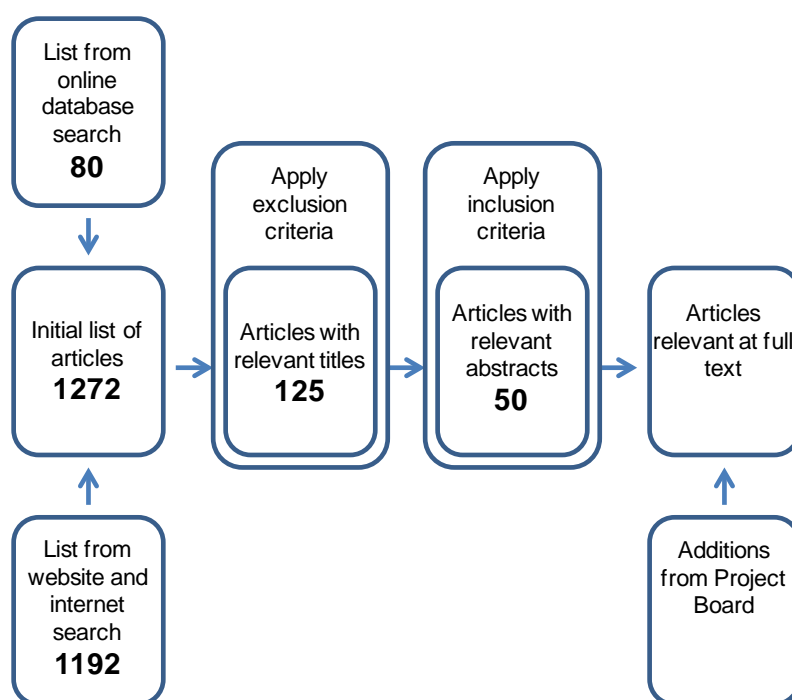 List from
online
database
search
80
Initial list of
articles
1272
List from
website and
internet
search
1192
Apply
exclusion
criteria
Articles with
relevant titles
125
Apply
inclusion
criteria
Articles with
relevant
abstracts
50
Articles
relevant at full
text
Additions
from Project
Board